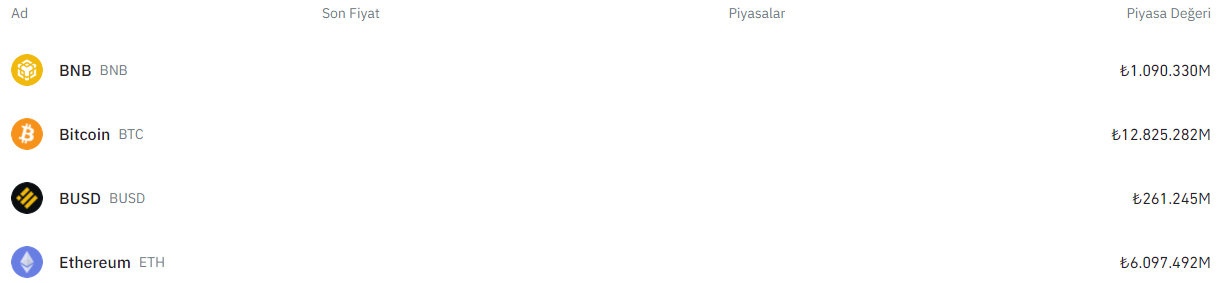 Ad Son Fiyat Piyasalar Piyasa Değeri
BNB BNB ₺1.090.330M
Bitcoin BTC ₺12.825.282M
BUSD BUSD ₺261.245M
Ethereum ETH ₺6.097.492M